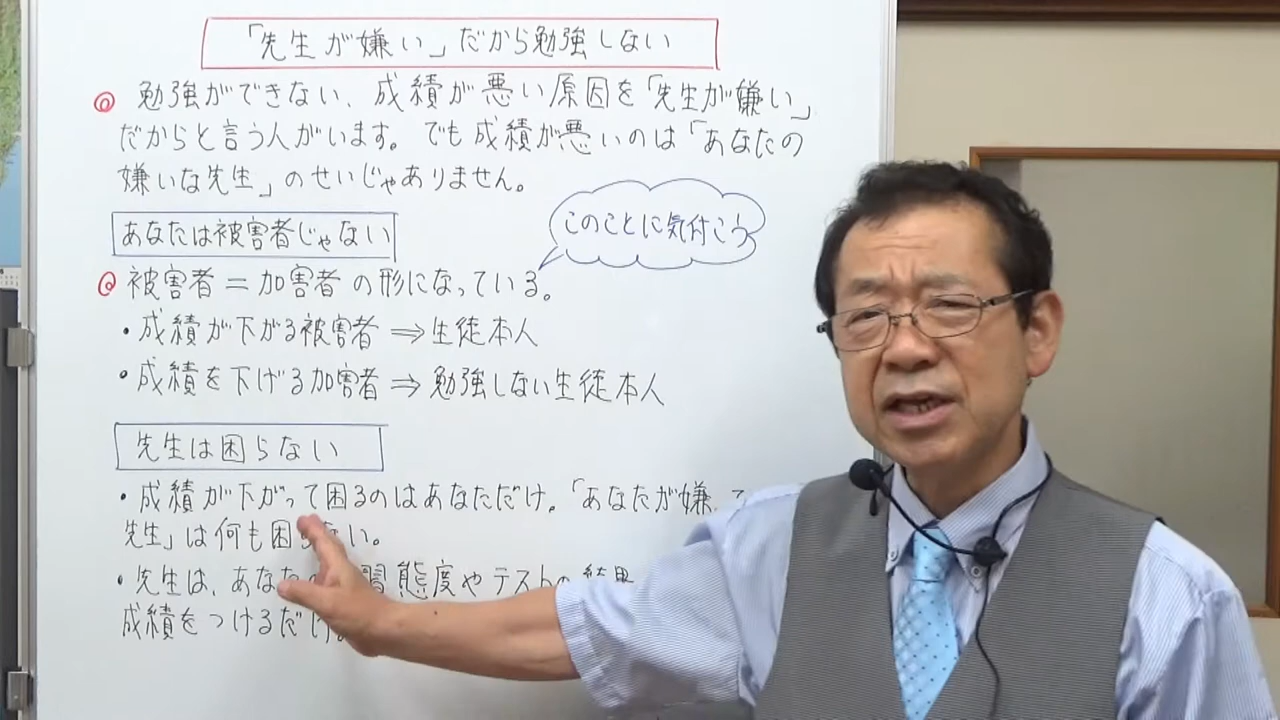 「先生が嫌い」だから勉強しない
勉強ができない、成績が悪い原因を「先生が嫌い」
だからと言う人がいます。でも成績が悪いのは「あなたの
嫌いな先生」のせいじゃありません。
このことに気付こう
あなたは被害者じゃない
被害者＝加害者の形になっている。
・成績が下がる被害者⇒生徒本人
・成績を下げる加害者⇒勉強しない生徒本人
先生は困らない
・成績が下がって困るのはあなただけ。「あなたが嫌
先生」は何も困らない。
・先生は、あなた 態度やテストの結果
成績をつけるだけ。